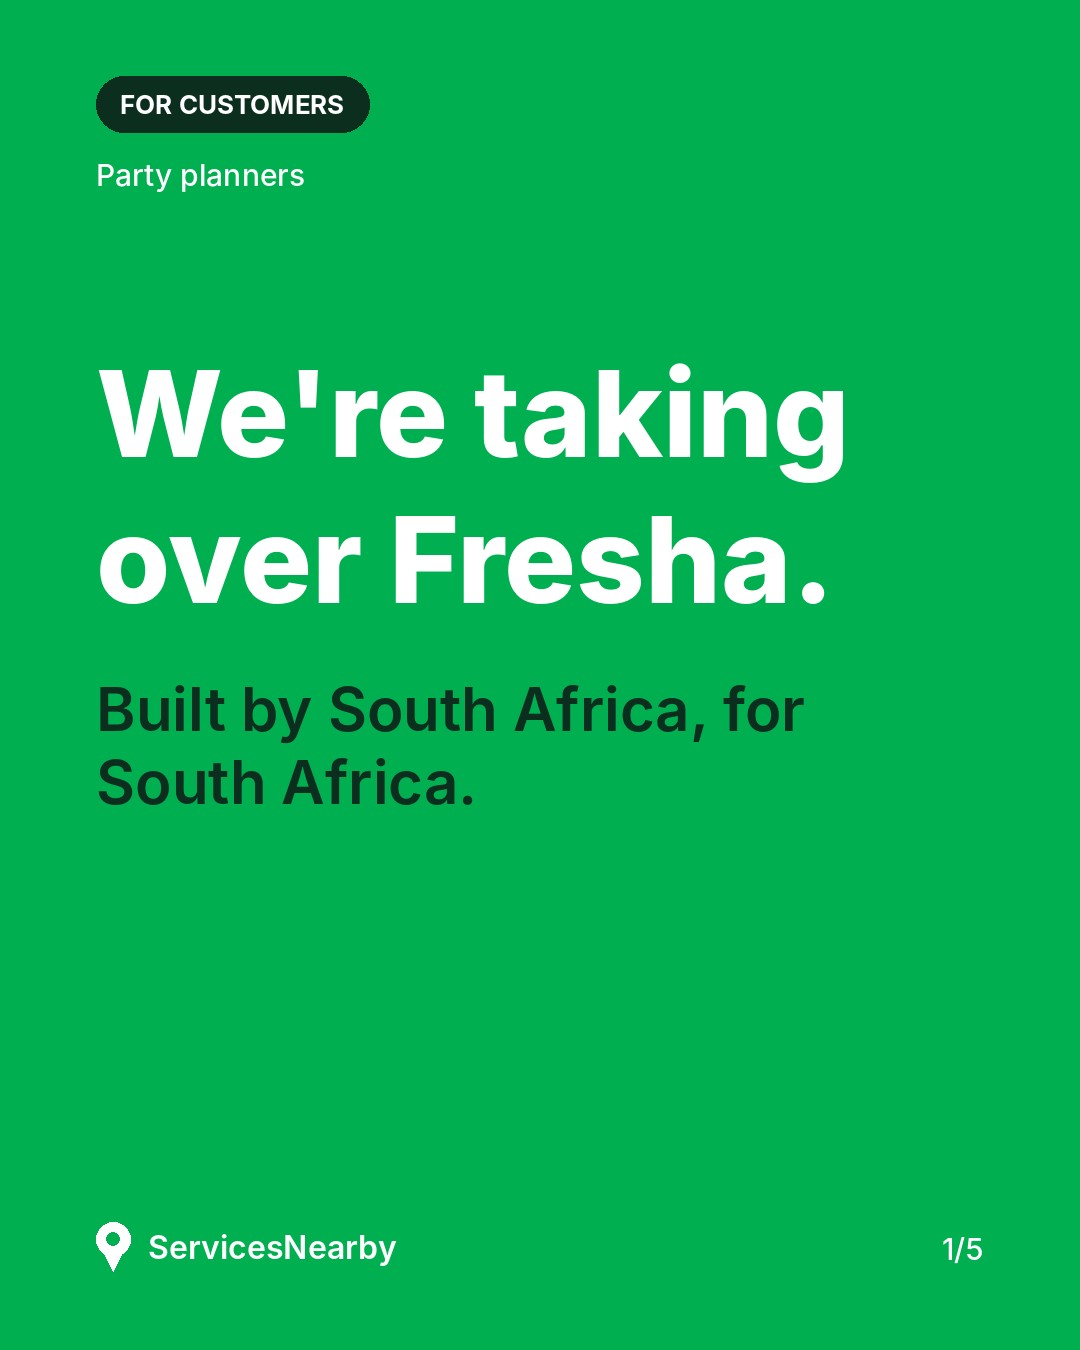 FOR CUSTOMERS
Party planners
We're taking
over Fresha.
Built by South Africa, for
South Africa.
ServicesNearby
1/5